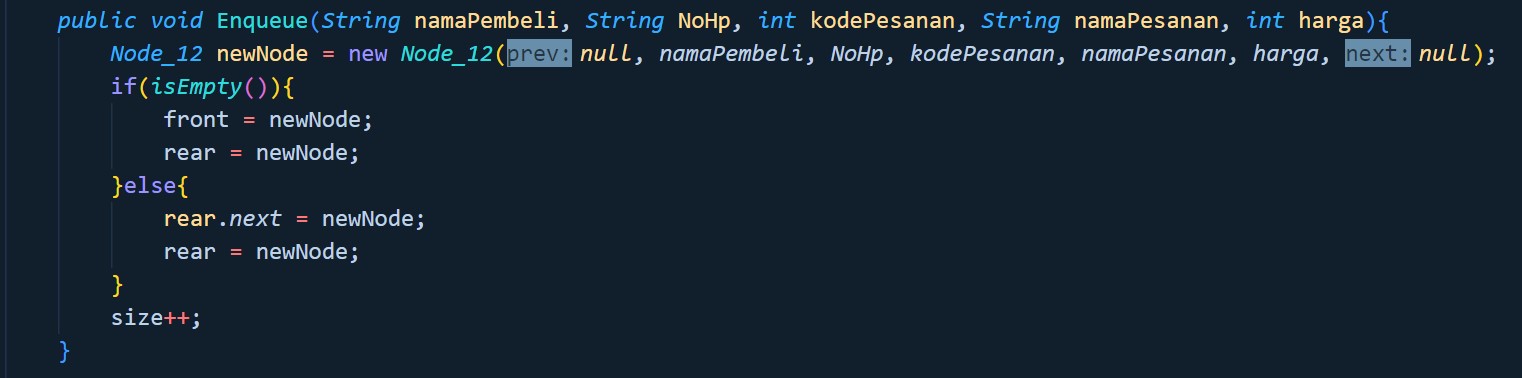 public void Enqueue(String namaPembeli, String NoHp, int kodePesanan, String namaPesanan, int harga){
Node_12 newNode = new Node_12(prev: null, namaPembeli, NoHp, kodePesanan, namaPesanan, harga, next: null);
if(isEmpty()){
front = newNode;
rear = newNode;
}else{
rear.next = newNode;
rear = newNode;
}
size++;
}